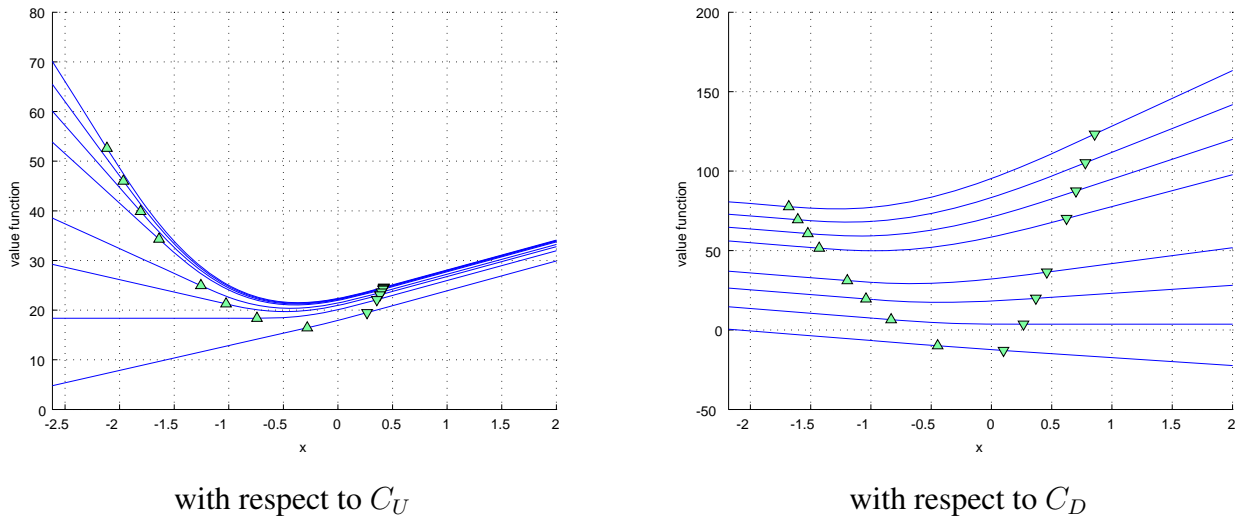 80
70
60
50
40
30
20
10
0
value function
-2.5 -2 -1.5 -1 -0.5 0 0.5 1 1.5 2
x
with respect to C_U
200
150
100
50
0
-50
value function
-2 -1.5 -1 -0.5 0 0.5 1 1.5 2
x
with respect to C_D